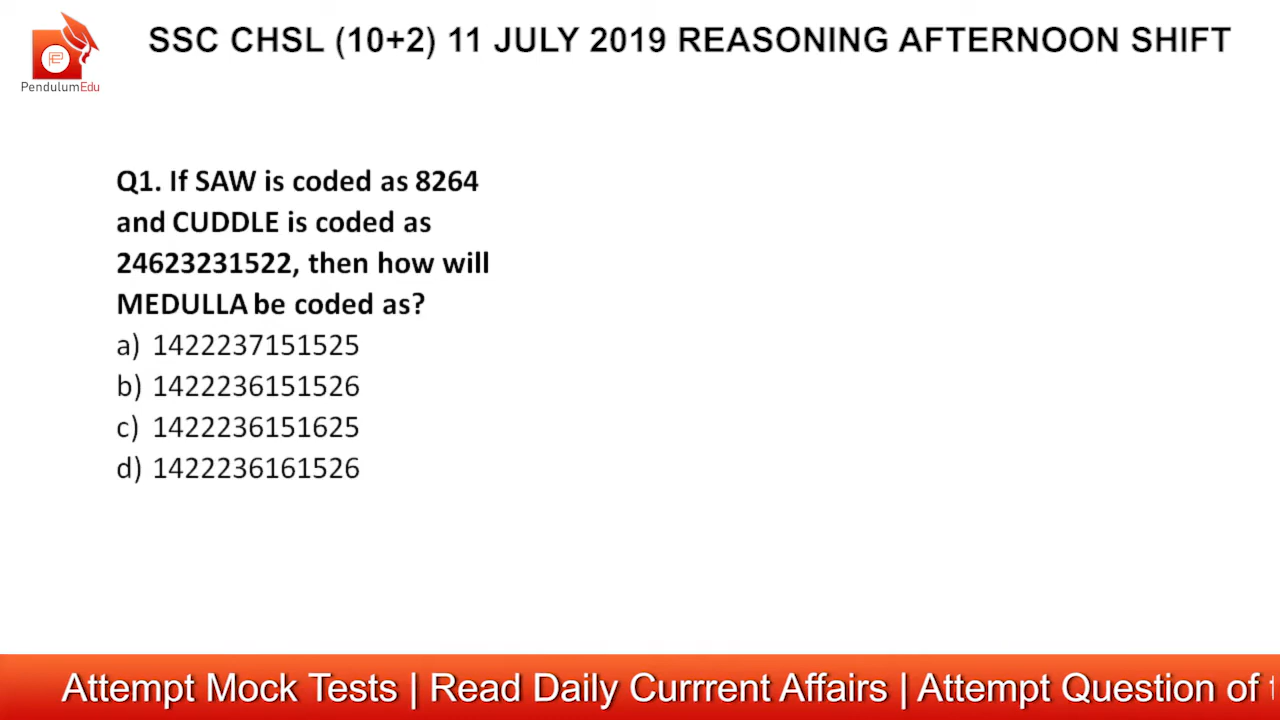 SSC CHSL (10+2) 11 JULY 2019 REASONING AFTERNOON SHIFT
PendulumEdu
Q1. If SAW is coded as 8264
and CUDDLE is coded as
24623231522, then how will
MEDULLA be coded as?
a) 1422237151525
b) 1422236151526
c) 1422236151625
d) 1422236161526
Attempt Mock Tests | Read Daily Currrent Affairs | Attempt Question of